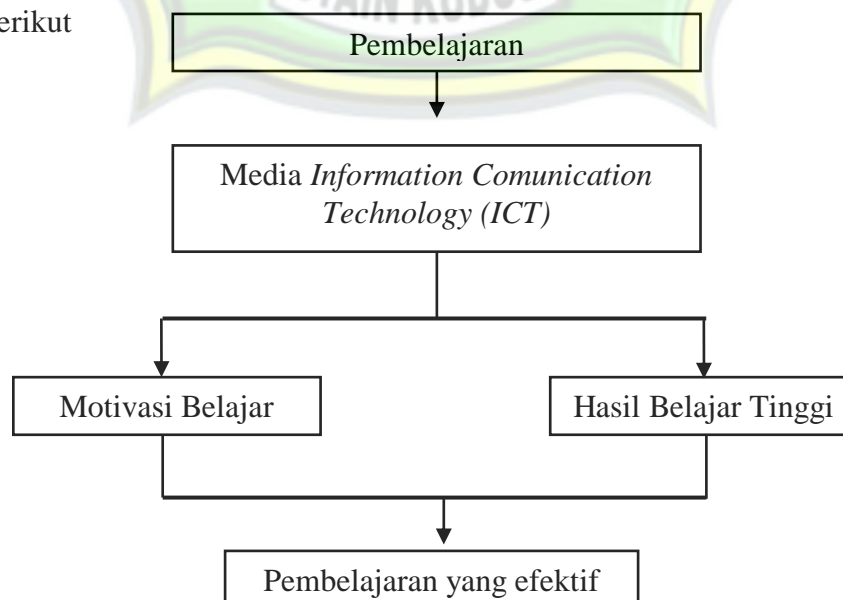 erikut
Pembelajaran
Media Information Comunication
Technology (ICT)
Motivasi Belajar
Hasil Belajar Tinggi
Pembelajaran yang efektif